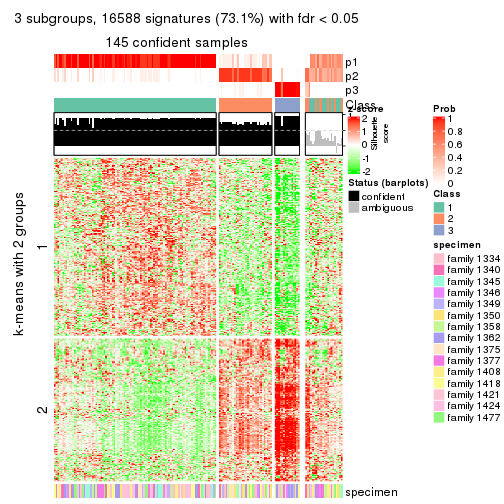 3 subgroups, 16588 signatures (73.1%) with fdr < 0.05
145 confident samples
p1
p2
p3
Class
1
Silhouette
score
k-means with 2 groups
1
2
specimen
z-score
2
1
0
-1
-2
Status (barplots)
confident
ambiguous
Prob
1
0.8
0.6
0.4
0.2
0
Class
1
2
3
specimen
family 1334
family 1340
family 1345
family 1346
family 1349
family 1350
family 1358
family 1362
family 1375
family 1377
family 1408
family 1418
family 1421
family 1424
family 1477